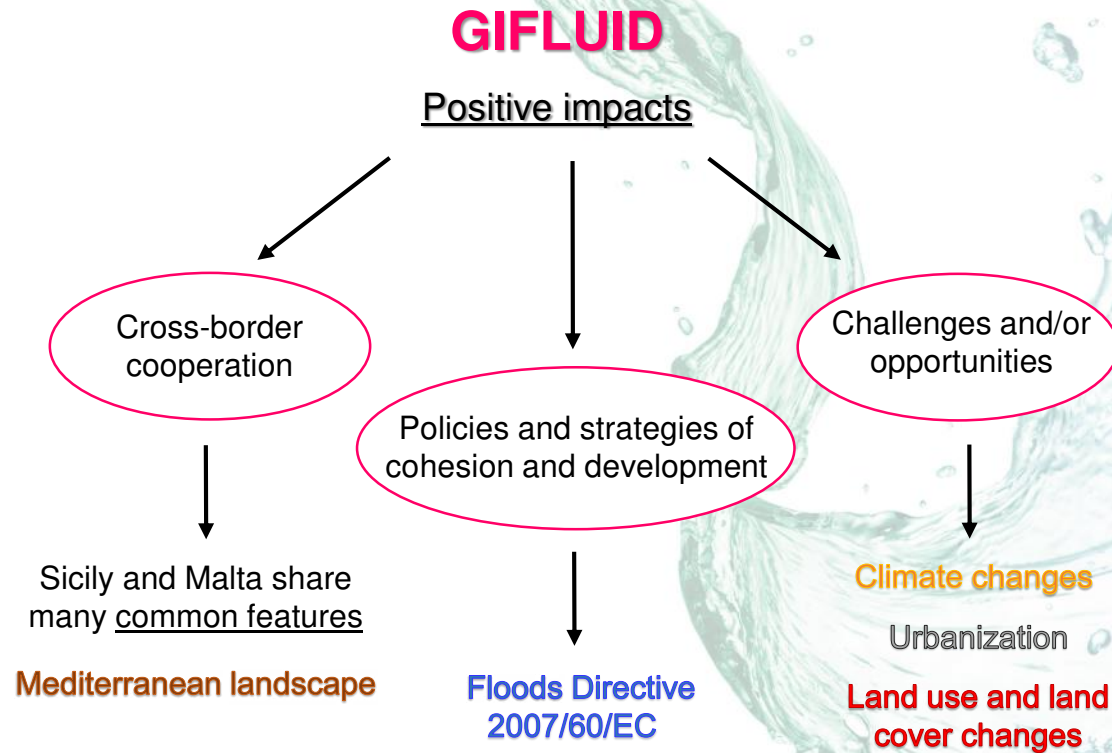 GIFLUID
Positive impacts
Cross-border
cooperation
Sicily and Malta share
many common features
Mediterranean landscape
Policies and strategies of
cohesion and development
Floods Directive
2007/60/EC
Challenges and/or
opportunities
Climate changes
Urbanization
Land use and land
cover changes